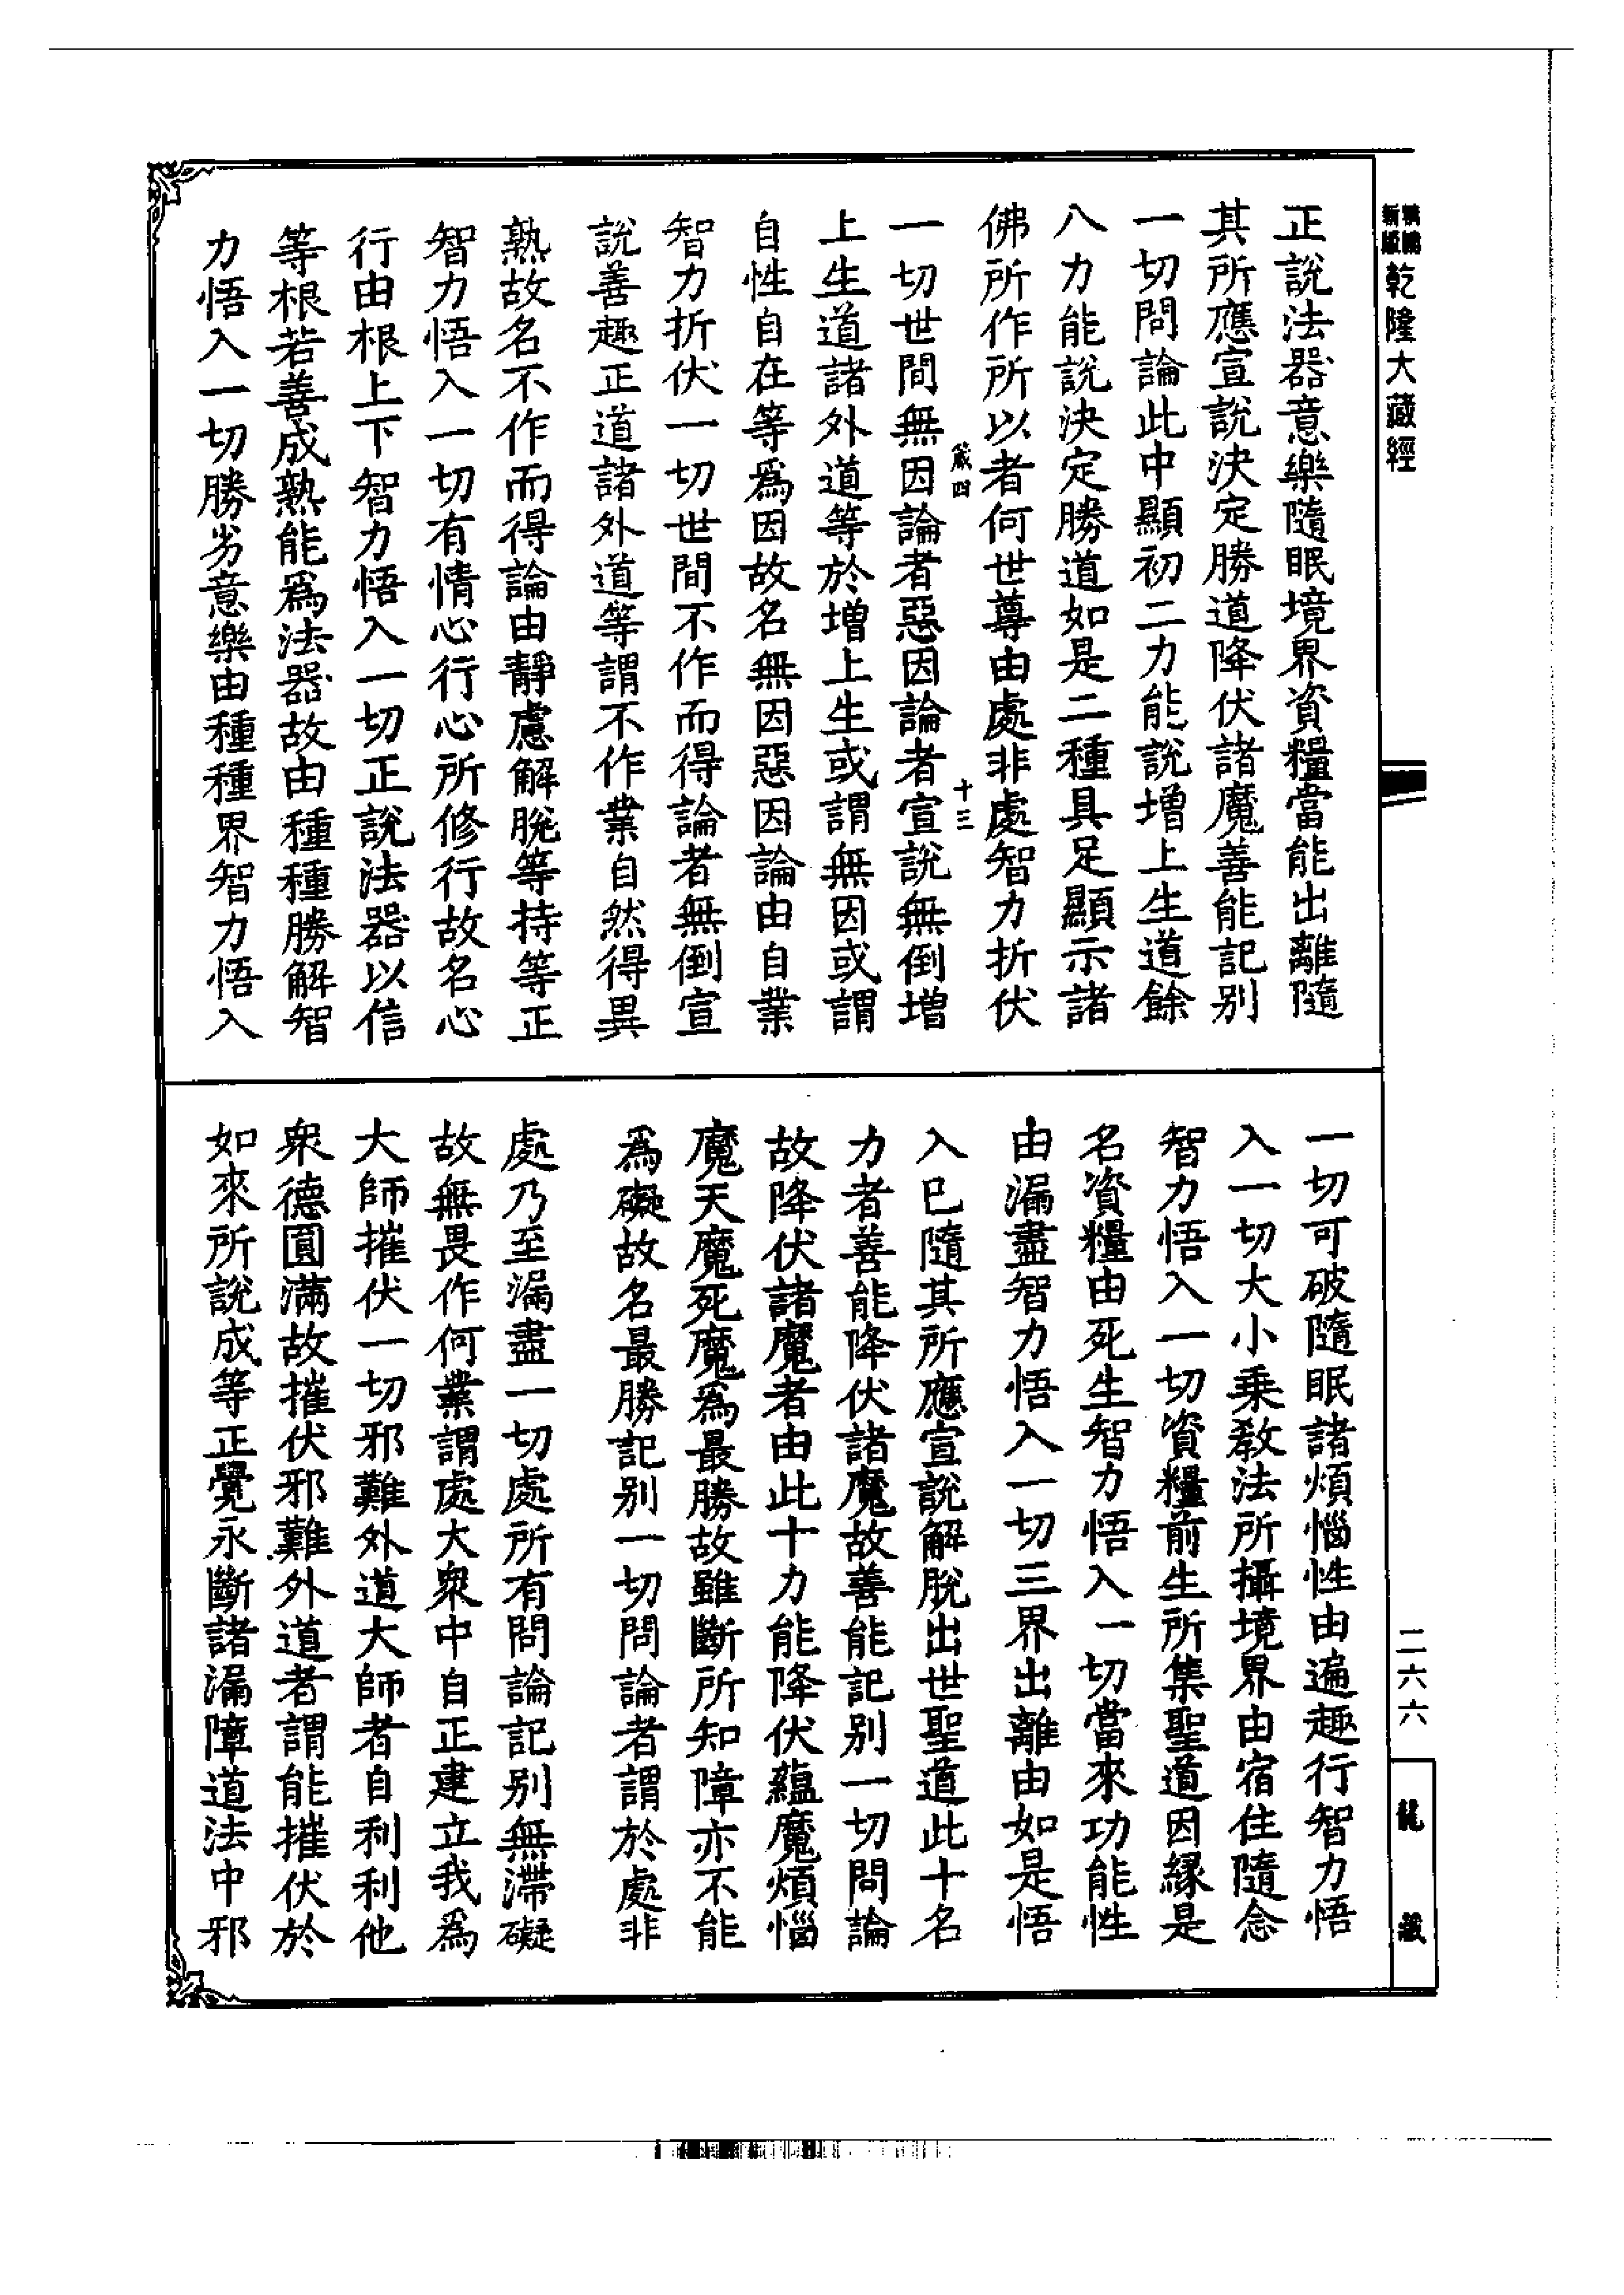 新版
乾隆大藏經
正說法器意樂隨眠境界資糧當能出離隨
其所應宣說決定勝道降伏諸魔善能記別
一切問論此中顯初二力能說增上生道餘
八力能說決定勝道如是二種具足顯示諸
佛所作所以者何世尊由處非處智力折伏
箴四
十三
一切世間無因論者惡因論者宣說無倒增
上生道諸外道等於增上生或謂無因或謂
自性自在等為因故名無因惡因論由自業
智力折伏一切世間不作而得論者無倒宣
說善趣正道諸外道等謂不作業自然得異
熟故名不作而得論由靜慮解脫等持等正
智力悟入一切有情心行心所修行故名心
行由根上下智力悟入一切正說法器以信
等根若善成熟能為法器故由種種勝解智
力悟入一切勝劣意樂由種種界智力悟入
一切可破隨眠諸煩惱性由遍趣行智力悟
入一切大小乗教法所攝境界由宿住隨念
智力悟入一切資糧前生所集聖道因緣是
名資糧由死生智力悟入一切當來功能性
由漏盡智力悟入一切三界出離由如是悟
入已隨其所應宣說解脫出世聖道此十名
力者善能降伏諸魔故善能記別一切問論
故降伏諸魔者由此十力能降伏蘊魔煩惱
魔天魔死魔為最勝故雖斷所知障亦不能
為礙故名最勝記別一切問論者謂於處非
處乃至漏盡一切處所有問論記別無滯礙
故無畏作何業謂處大衆中自正建立我為
大師摧伏一切邪難外道大師者自利利他
衆德圓滿故摧伏邪難外道者謂能摧伏於
如來所說成等正覺永斷諸漏障道法中邪
二六六
龍藏